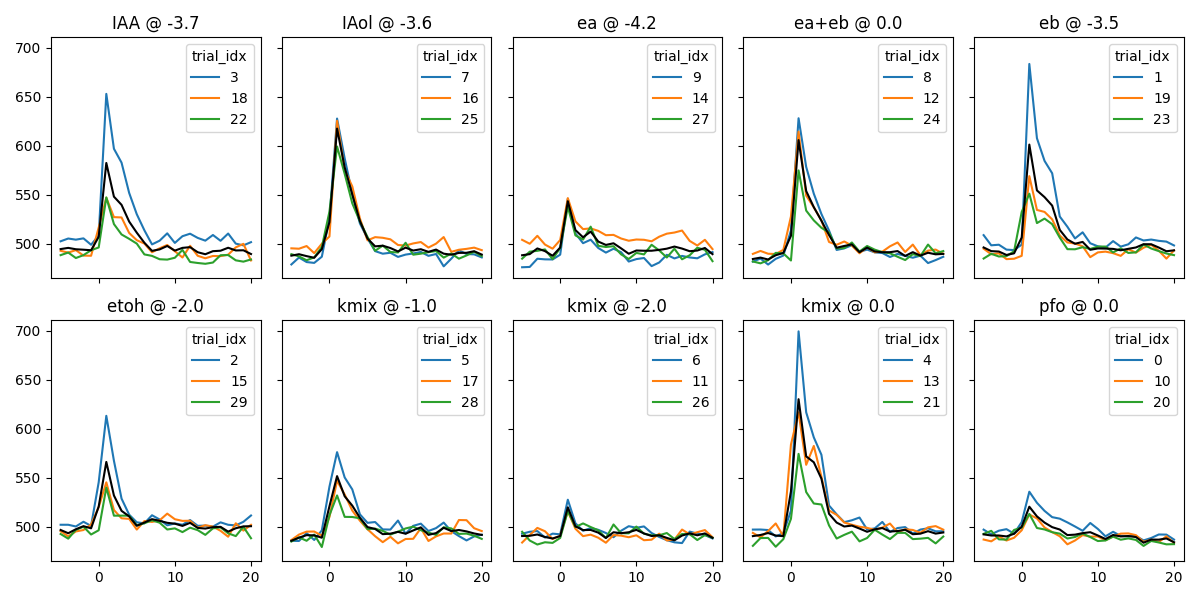 IAA @ -3.7
IAol @ -3.6
ea @ -4.2
ea+eb @ 0.0
eb @ -3.5
700
650
600
550
500
trial_idx
3
18
22
trial_idx
7
16
25
trial_idx
9
14
27
trial_idx
8
12
24
trial_idx
1
19
23
etoh @ -2.0
kmix @ -1.0
kmix @ -2.0
kmix @ 0.0
pfo @ 0.0
700
650
600
550
500
trial_idx
2
15
29
trial_idx
5
17
28
trial_idx
6
11
26
trial_idx
4
13
21
trial_idx
0
10
20
0 10 20
0 10 20
0 10 20
0 10 20
0 10 20